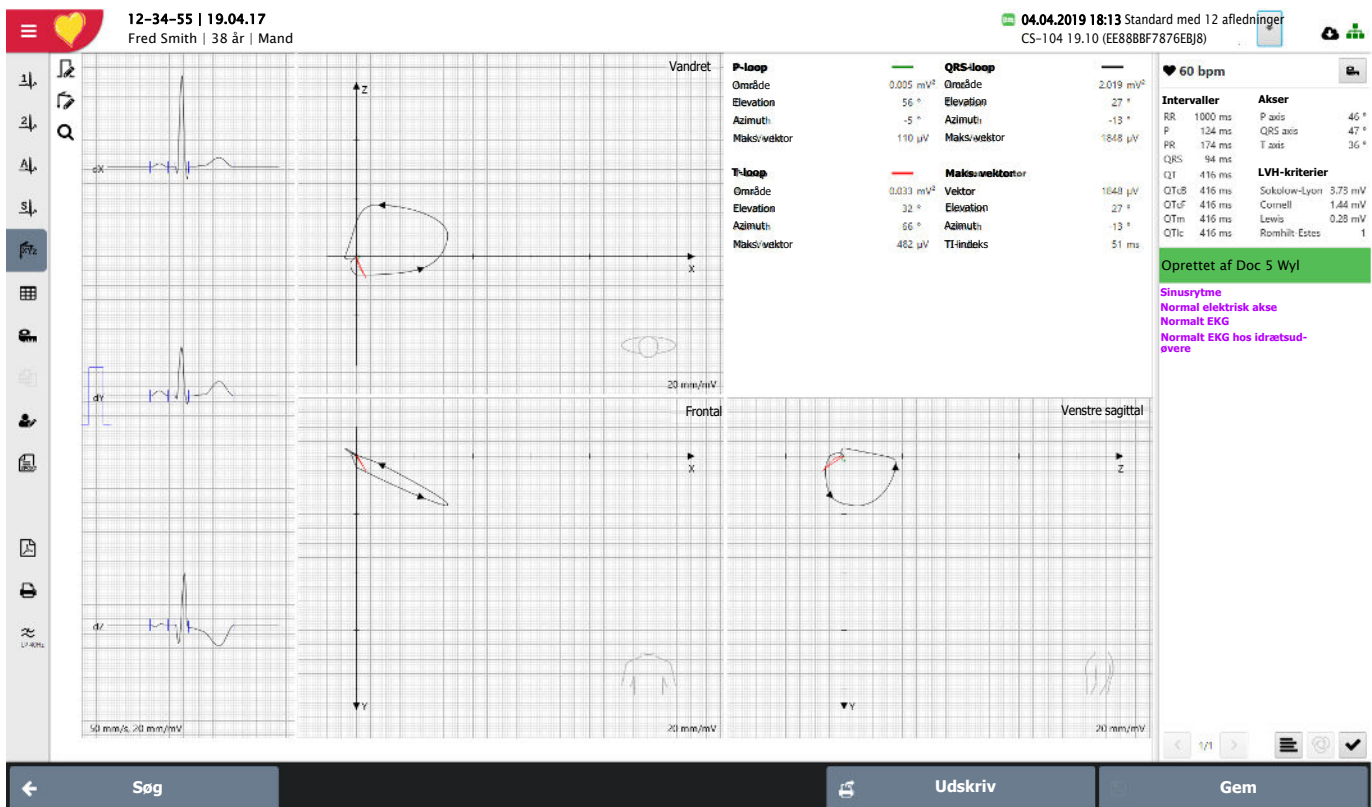 12-34-55 | 19.04.17
Fred Smith | 38 år | Mand
04.04.2019 18:13 Standard med 12 afledninger
CS-104 19.10 (EE88BBF7876EBJ8)
1
2
A
S
XYZ
LP 40Hz
dX
dY
dZ
50 mm/s, 20 mm/mV
Vandret
Z
X
20 mm/mV
Frontal
X
Y
20 mm/mV
Venstre sagittal
Z
Y
20 mm/mV
P-loop
Område 0.005 mV²
Elevation 56 °
Azimuth -5 °
Maks. vektor 110 µV
QRS-loop
Område 2.019 mV²
Elevation 27 °
Azimuth -13 °
Maks. vektor 1848 µV
T-loop
Område 0.033 mV²
Elevation 32 °
Azimuth 66 °
Maks. vektor 482 µV
Maks. vektor
Vektor 1848 µV
Elevation 27 °
Azimuth -13 °
TI-indeks 51 ms
60 bpm
Intervaller
RR 1000 ms
P 124 ms
PR 174 ms
QRS 94 ms
QT 416 ms
QTcB 416 ms
QTcF 416 ms
QTm 416 ms
QTlc 416 ms
Akser
P axis 46 °
QRS axis 47 °
T axis 36 °
LVH-kriterier
Sokolow-Lyon 3.73 mV
Cornell 1.44 mV
Lewis 0.28 mV
Romhilt-Estes 1
Oprettet af Doc 5 Wyl
Sinusrytme
Normal elektrisk akse
Normalt EKG
Normalt EKG hos idrætsud-
øvere
1/1
Søg
Udskriv
Gem